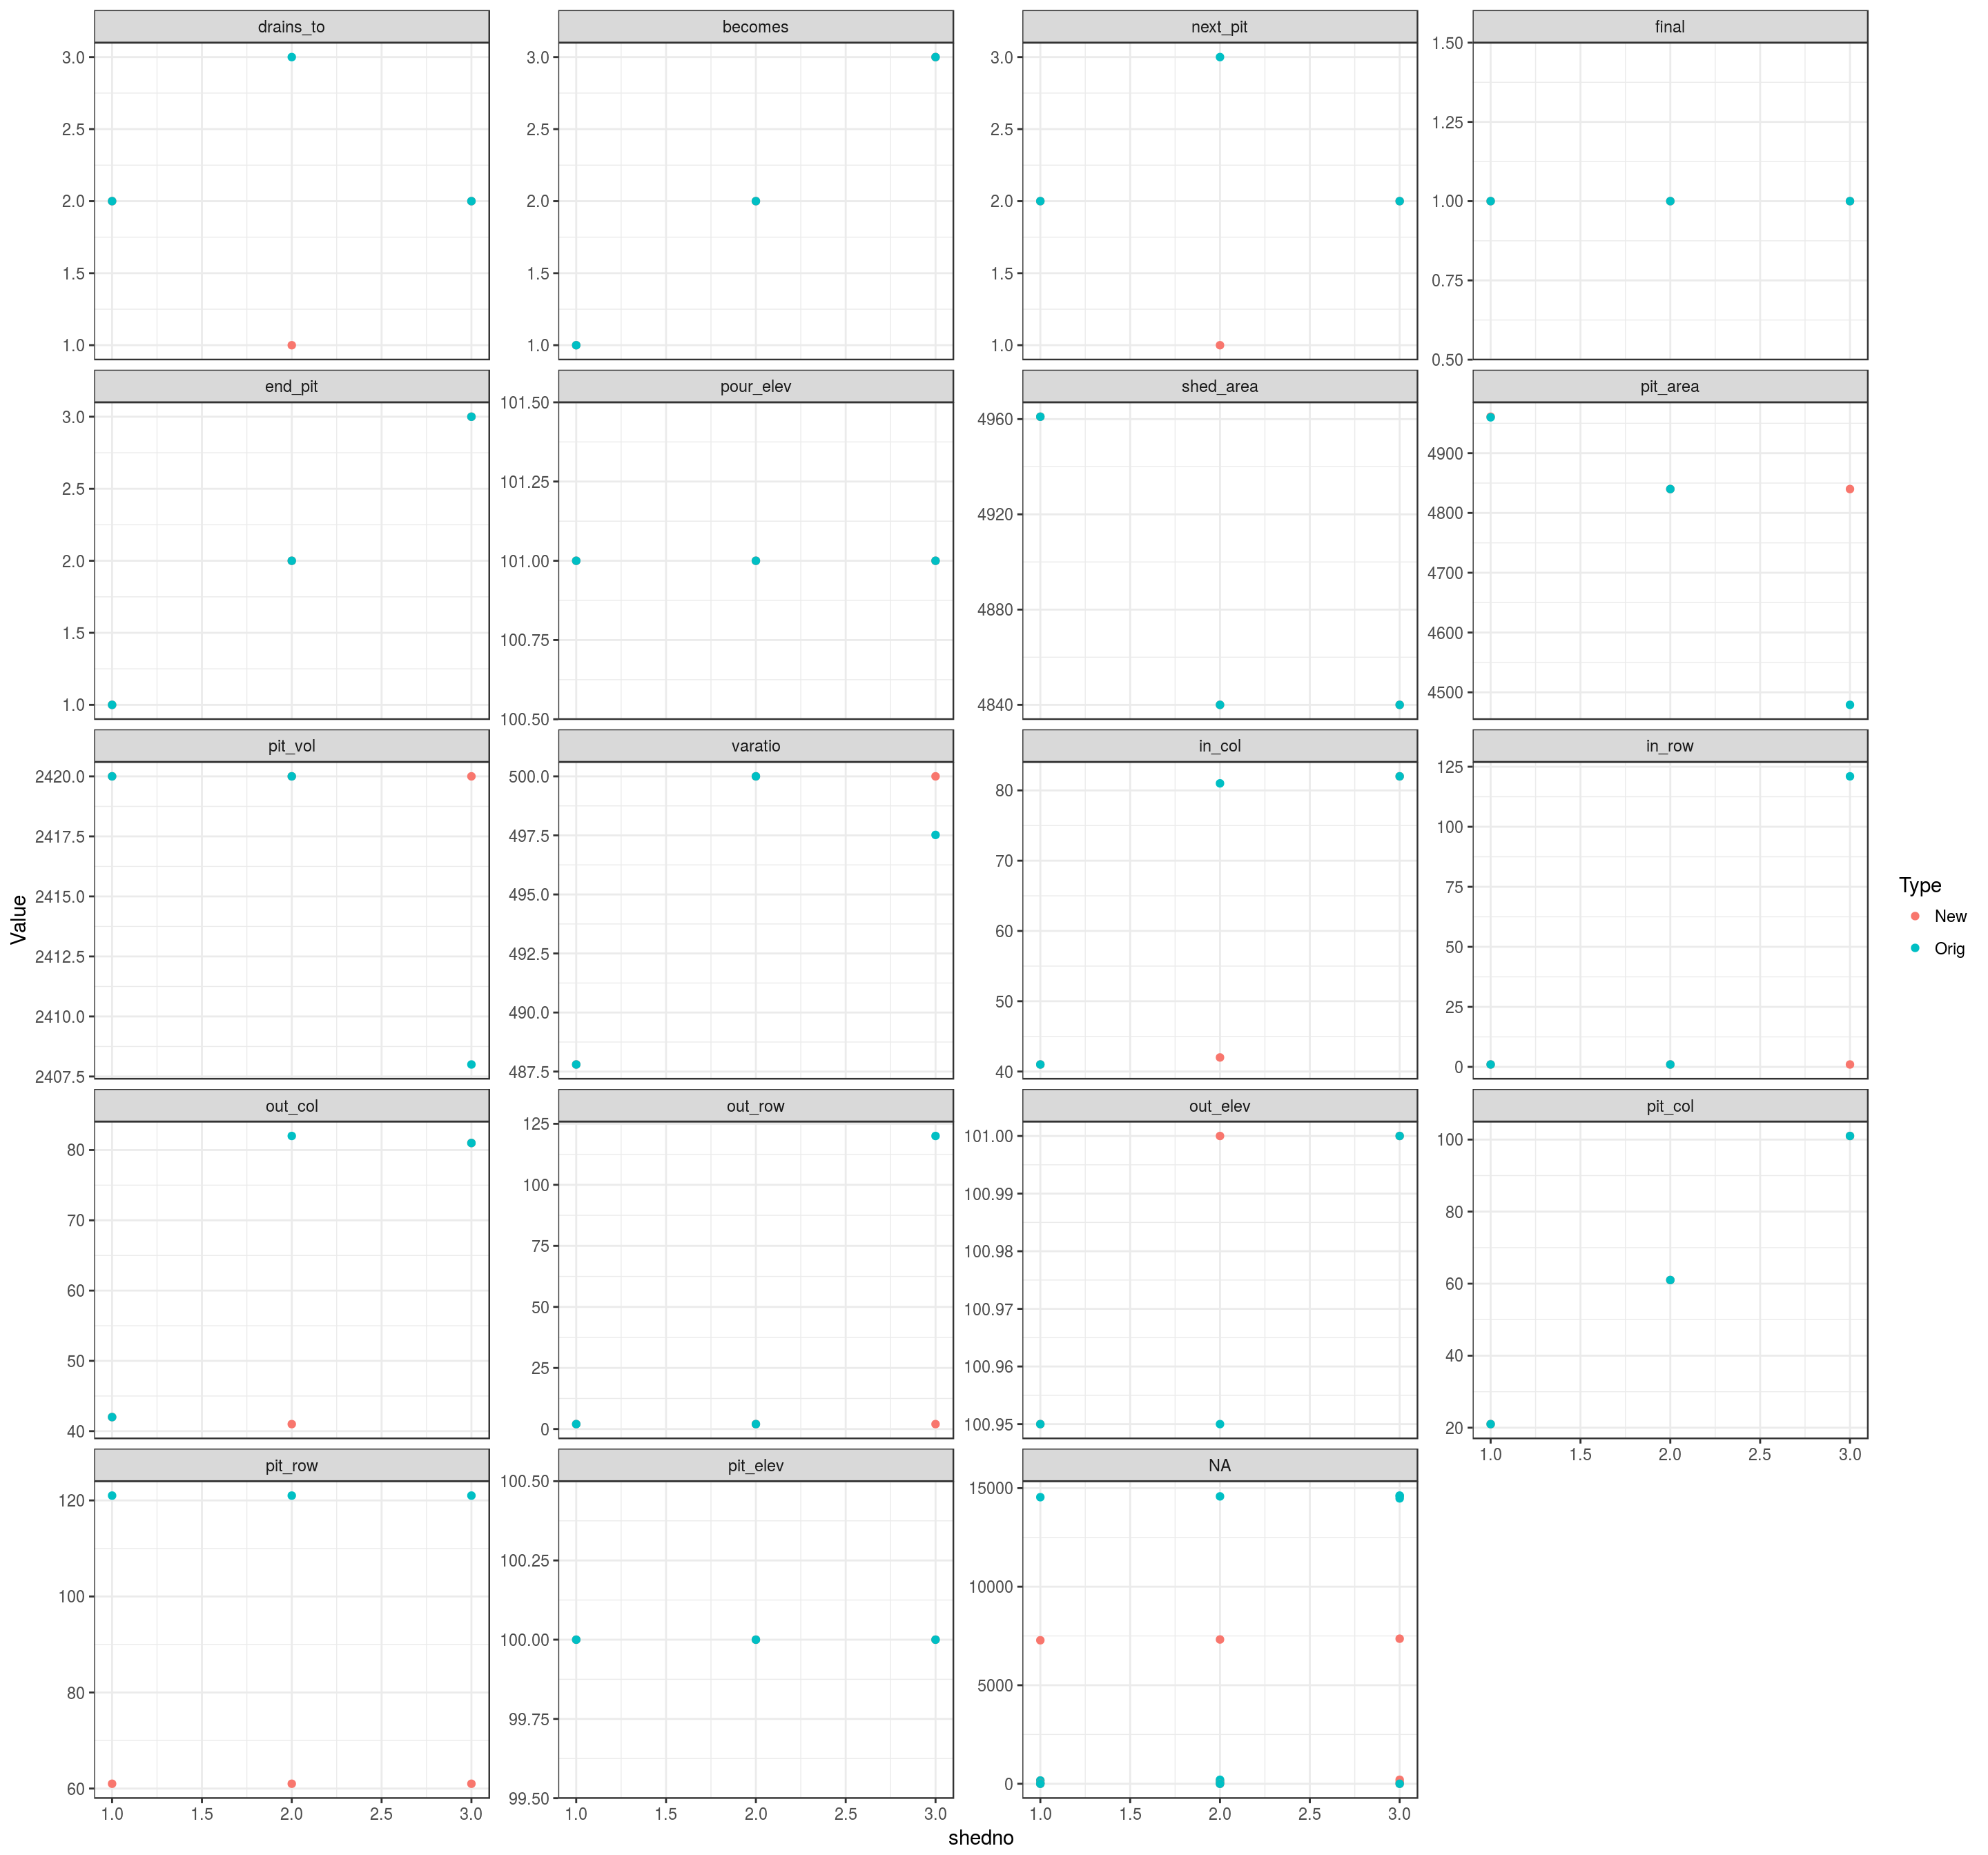 drains_to becomes next_pit final
3.0 3.0 3.0 1.50
2.5 2.5 2.5 1.25
2.0 2.0 2.0 1.00
1.5 1.5 1.5 0.75
1.0 1.0 1.0 0.50
end_pit pour_elev shed_area pit_area
3.0 101.50 4960 4900
2.5 101.25 4920 4800
2.0 101.00 4880 4700
1.5 100.75 4840 4600
1.0 100.50 4500
pit_vol varatio in_col in_row
2420.0 500.0 80 125
2417.5 497.5 70 100
2415.0 495.0 60 75
2412.5 492.5 50 50
2410.0 490.0 40 25
2407.5 487.5 0
Value
Type
New
Orig
out_col out_row out_elev pit_col
80 125 101.00 100
70 100 100.99 80
60 75 100.98 60
50 50 100.97 40
40 25 100.96 20
0 100.95
1.0 1.5 2.0 2.5 3.0
pit_row pit_elev NA
120 100.50 15000
100 100.25 10000
80 100.00 5000
60 99.75 0
99.50
1.0 1.5 2.0 2.5 3.0 1.0 1.5 2.0 2.5 3.0 1.0 1.5 2.0 2.5 3.0
shedno